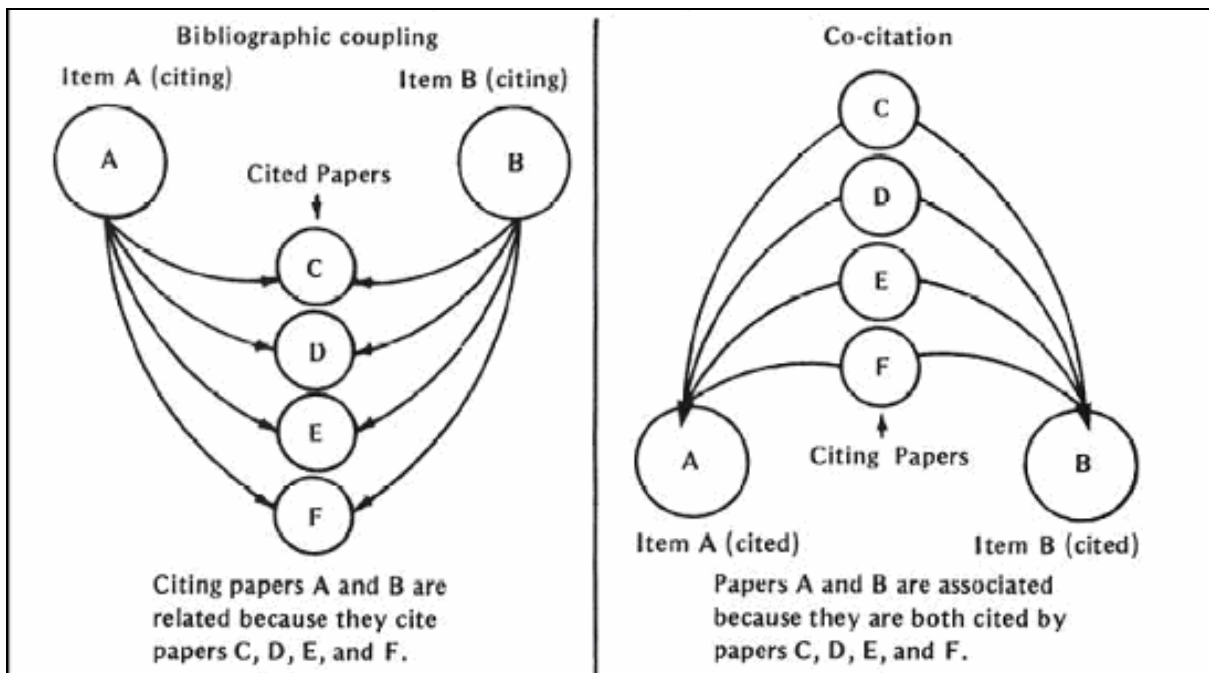 Bibliographic coupling
Item A (citing)
Item B (citing)
A
B
Cited Papers
C
D
E
F
Citing papers A and B are
related because they cite
papers C, D, E, and F.
Co-citation
C
D
E
F
A
Citing Papers
B
Item A (cited)
Item B (cited)
Papers A and B are associated
because they are both cited by
papers C, D, E, and F.